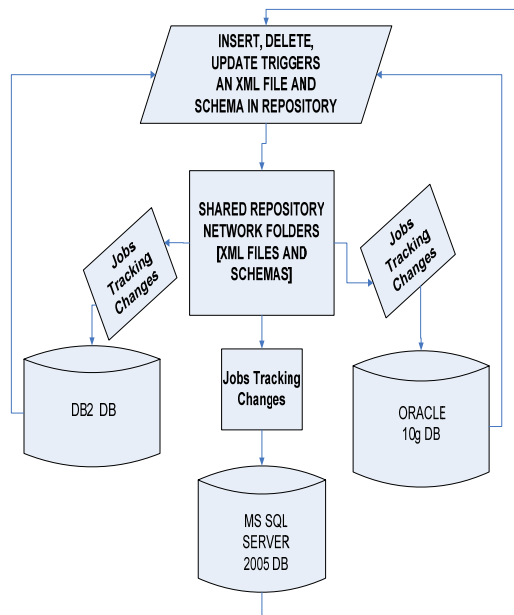 INSERT, DELETE,
UPDATE TRIGGERS
AN XML FILE AND
SCHEMA IN REPOSITORY
SHARED REPOSITORY
NETWORK FOLDERS
[XML FILES AND
SCHEMAS]
Jobs
Tracking
Changes
Jobs
Tracking
Changes
Jobs Tracking
Changes
DB2 DB
ORACLE
10g DB
MS SQL
SERVER
2005 DB